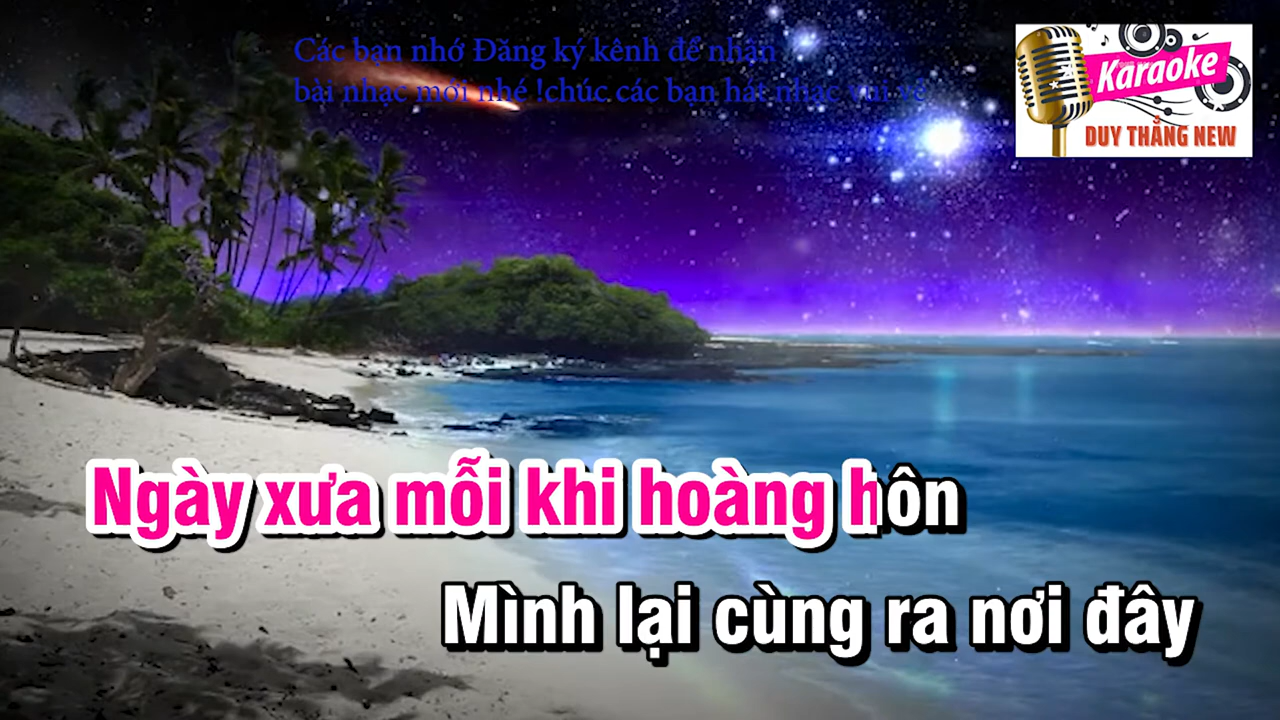 Các bạn nhớ Đăng ký kênh để nhận
bài nhạc mới nhé !chúc các bạn hát nhạc vui vẻ
Karaoke
DUY THẮNG NEW
Ngày xưa mỗi khi hoàng hôn
Mình lại cùng ra nơi đây